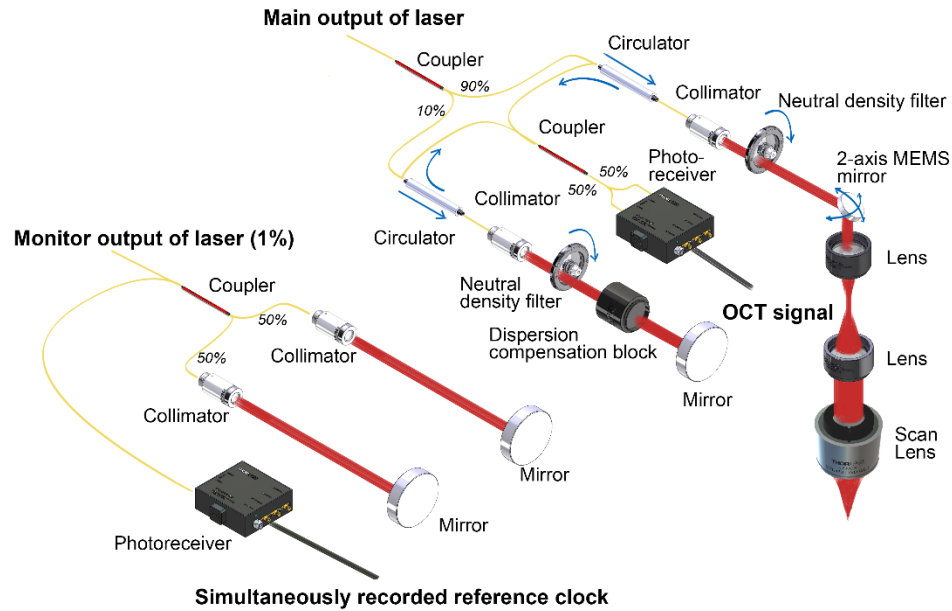 Main output of laser
Coupler
90%
10%
Circulator
Collimator
Neutral density filter
2-axis MEMS
mirror
Coupler
50%
50%
Photo-
receiver
Collimator
Circulator
Neutral
density filter
Dispersion
compensation block
Mirror
Lens
OCT signal
Lens
Scan
Lens
Monitor output of laser (1%)
Coupler
50%
50%
Collimator
Collimator
Mirror
Mirror
Photoreceiver
Simultaneously recorded reference clock